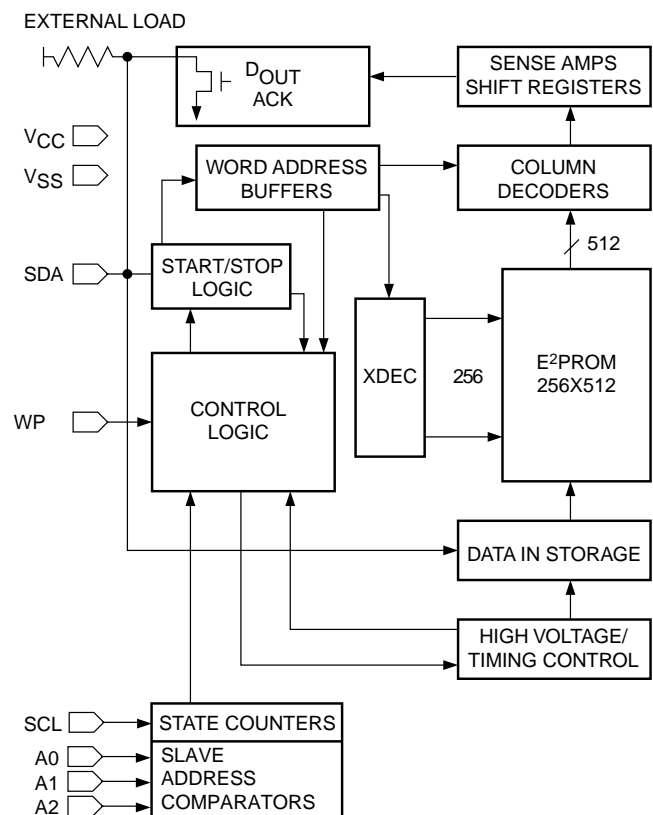 EXTERNAL LOAD
DOUT
ACK
SENSE AMPS
SHIFT REGISTERS
VCC
VSS
WORD ADDRESS
BUFFERS
COLUMN
DECODERS
512
SDA
START/STOP
LOGIC
XDEC
256
E2PROM
256X512
WP
CONTROL
LOGIC
DATA IN STORAGE
HIGH VOLTAGE/
TIMING CONTROL
SCL
STATE COUNTERS
A0
SLAVE
A1
ADDRESS
A2
COMPARATORS